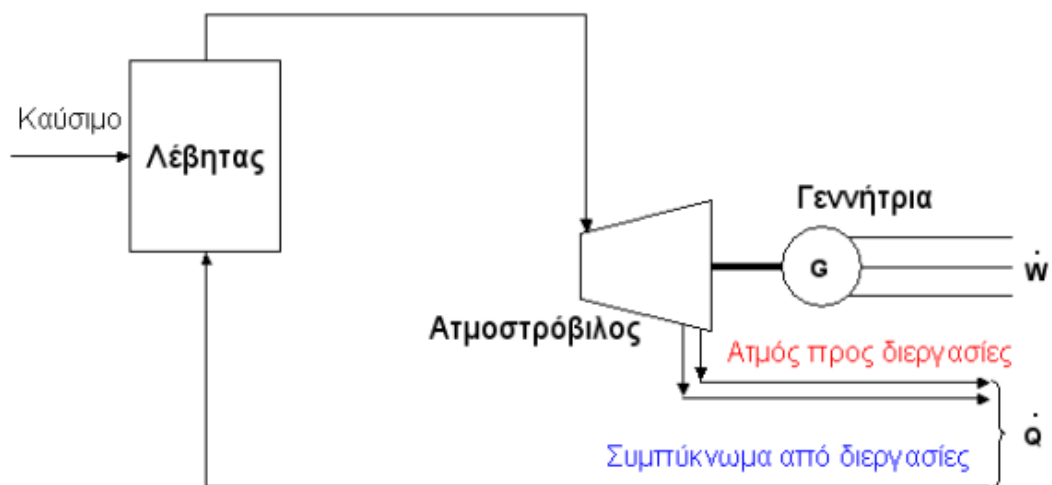 Καύσιμο
Λέβητας
Γεννήτρια
G
Ẇ
Ατμοστρόβιλος
Ατμός προς διεργασίες
Q̇
Συμπύκνωμα από διεργασίες